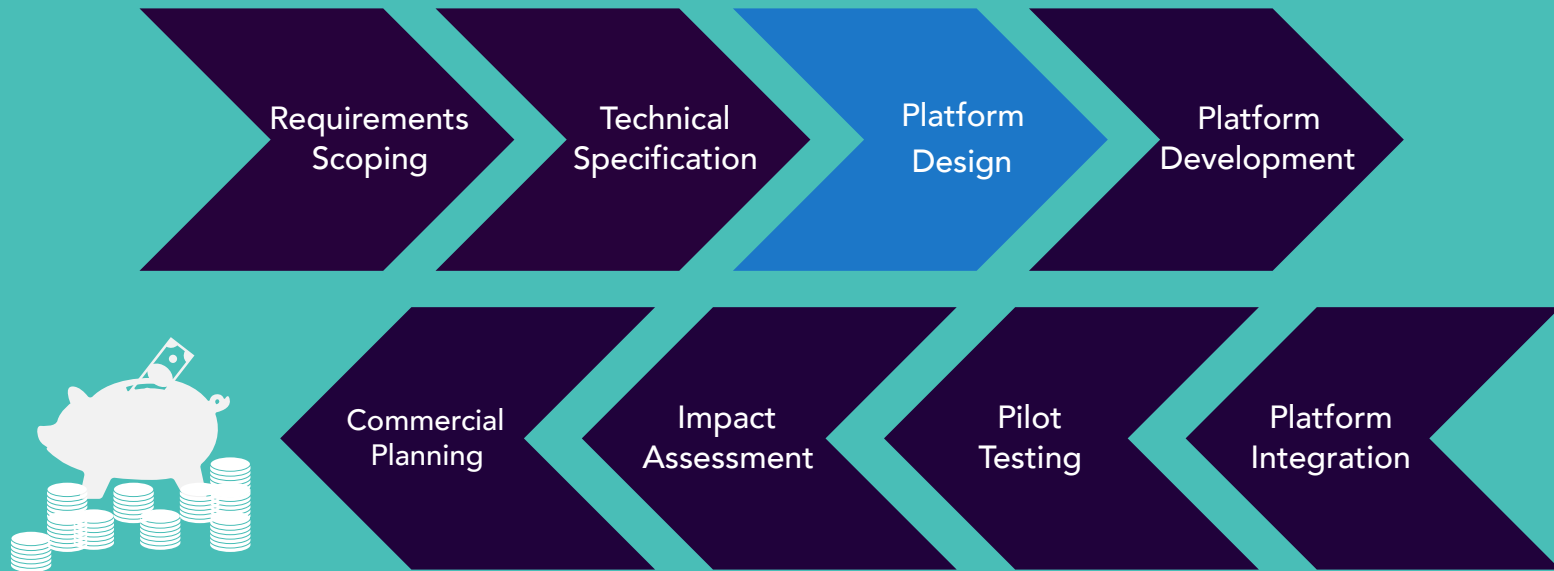 Requirements
Scoping
Technical
Specification
Platform
Design
Platform
Development
Platform
Integration
Pilot
Testing
Impact
Assessment
Commercial
Planning